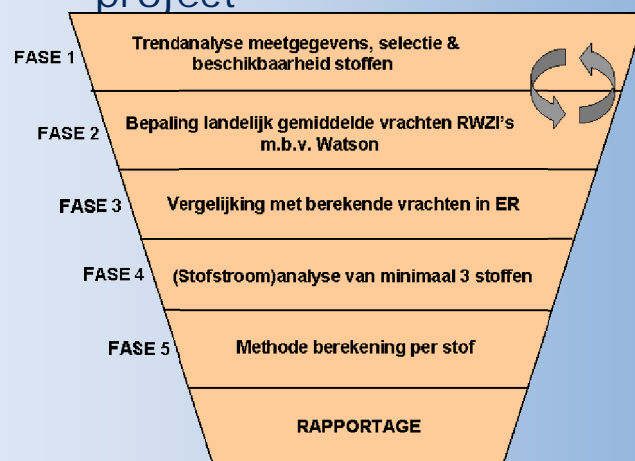 project
FASE 1
Trendanalyse meetgegevens, selectie &
beschikbaarheid stoffen
FASE 2
Bepaling landelijk gemiddelde vrachten RWZI's
m.b.v. Watson
FASE 3
Vergelijking met berekende vrachten in ER
FASE 4
(Stofstroom)analyse van minimaal 3 stoffen
FASE 5
Methode berekening per stof
RAPPORTAGE